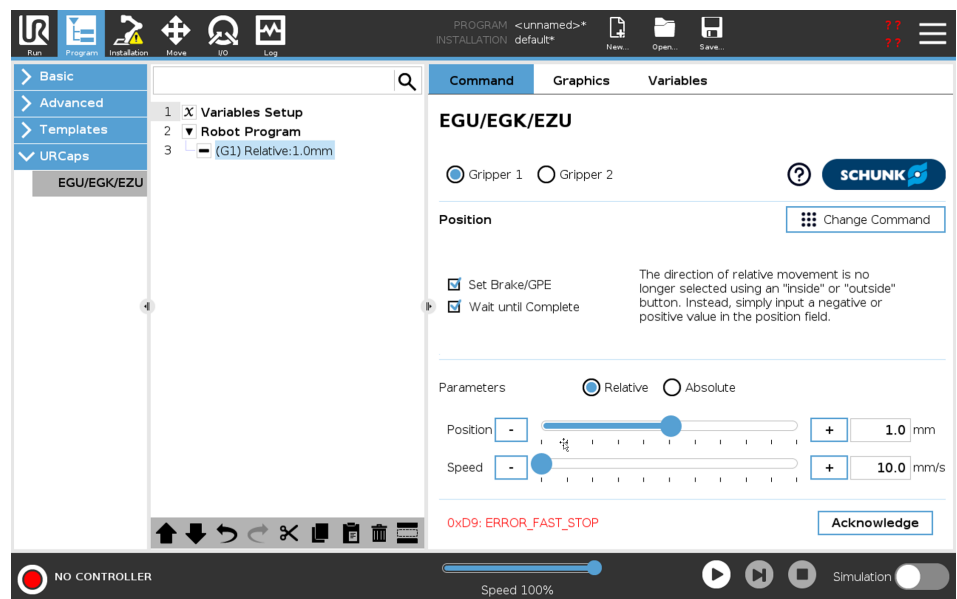 PROGRAM <unnamed>*
INSTALLATION default*
Run
Program
Installation
Move
I/O
Log
New...
Open...
Save...
? ?
? ?
Basic
Advanced
Templates
URCaps
EGU/EGK/EZU
1 X Variables Setup
2 ▼ Robot Program
3 (G1) Relative:1.0mm
Command Graphics Variables
EGU/EGK/EZU
Gripper 1 Gripper 2
?
SCHUNK
Position
Change Command
Set Brake/GPE
Wait until Complete
The direction of relative movement is no
longer selected using an "inside" or "outside"
button. Instead, simply input a negative or
positive value in the position field.
Parameters Relative Absolute
Position - + 1.0 mm
Speed - + 10.0 mm/s
0xD9: ERROR_FAST_STOP
Acknowledge
NO CONTROLLER
Speed 100%
Simulation